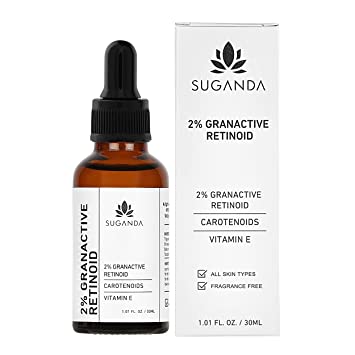 SUGANDA
2% GRANACTIVE
RETINOID
2% GRANACTIVE
RETINOID
CAROTENOIDS
VITAMIN E
ALL SKIN TYPES
FRAGRANCE FREE
1.01 FL. OZ. / 30ML
2% GRANACTIVE
RETINOID
SUGANDA
2% GRANACTIVE
RETINOID
CAROTENOIDS
VITAMIN E
1.01 FL. OZ. / 30ML